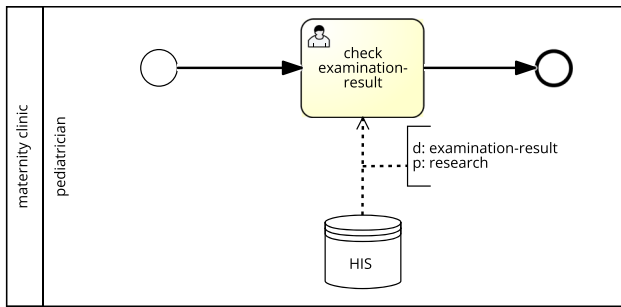 maternity clinic
pediatrician
check
examination-
result
d: examination-result
p: research
HIS